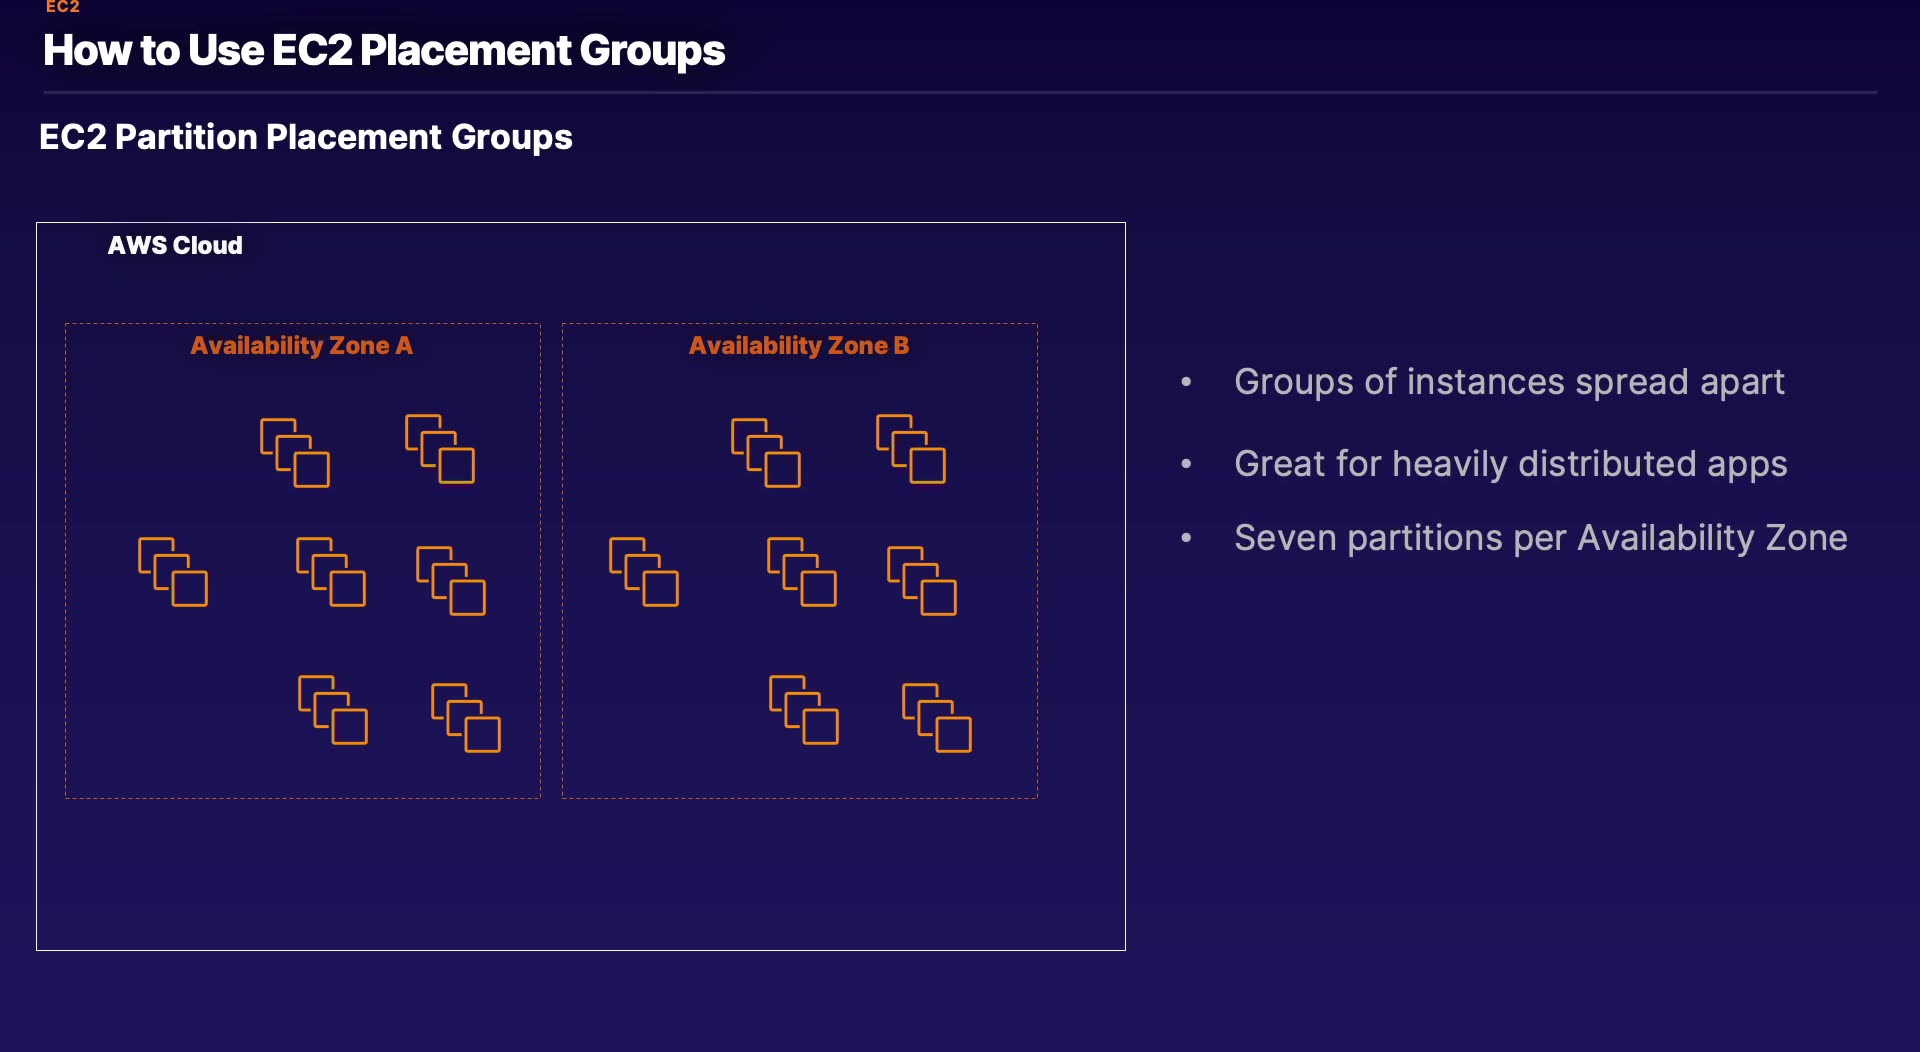 EC2
How to Use EC2 Placement Groups
EC2 Partition Placement Groups
AWS Cloud
Availability Zone A
Availability Zone B
• Groups of instances spread apart
• Great for heavily distributed apps
• Seven partitions per Availability Zone